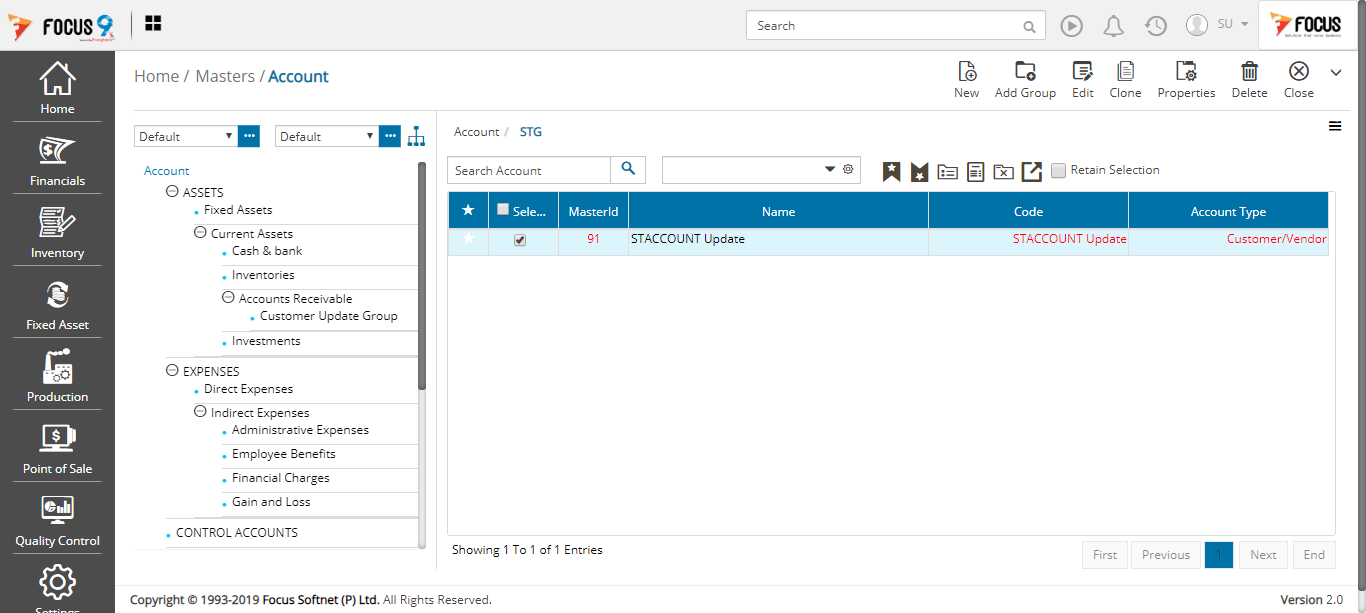 FOCUS 9
Search
SU
FOCUS
Home
Financials
Inventory
Fixed Asset
Production
Point of Sale
Quality Control
Settings
Home / Masters / Account
New
Add Group
Edit
Clone
Properties
Delete
Close
Default
Default
Account
ASSETS
Fixed Assets
Current Assets
Cash & bank
Inventories
Accounts Receivable
Customer Update Group
Investments
EXPENSES
Direct Expenses
Indirect Expenses
Administrative Expenses
Employee Benefits
Financial Charges
Gain and Loss
CONTROL ACCOUNTS
Account / STG
Search Account
Retain Selection
Sele... MasterId Name Code Account Type
91 STACCOUNT Update STACCOUNT Update Customer/Vendor
Showing 1 To 1 of 1 Entries
First Previous 1 Next End
Copyright © 1993-2019 Focus Softnet (P) Ltd. All Rights Reserved.
Version 2.0